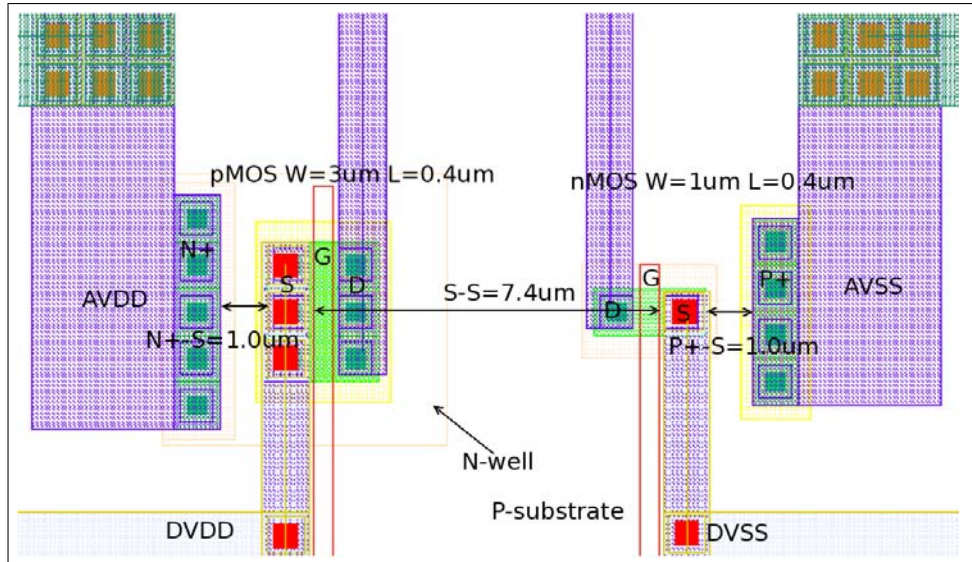 pMOS W=3um L=0.4um
nMOS W=1um L=0.4um
N+
G
G
P+
S
D
S-S=7.4um
AVDD
AVSS
D
S
N+-S=1.0um
P+-S=1.0um
N-well
P-substrate
DVDD
DVSS